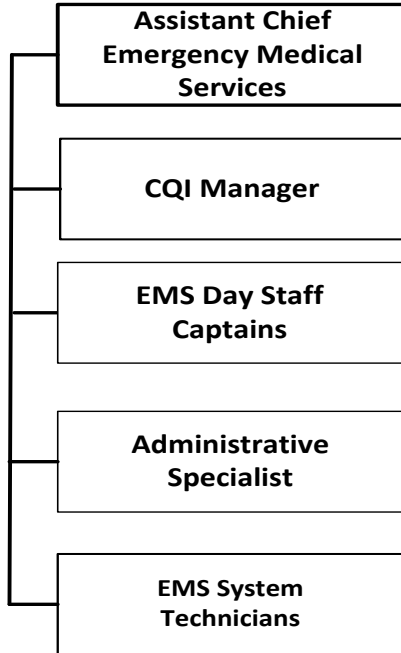 Assistant Chief
Emergency Medical
Services
CQI Manager
EMS Day Staff
Captains
Administrative
Specialist
EMS System
Technicians